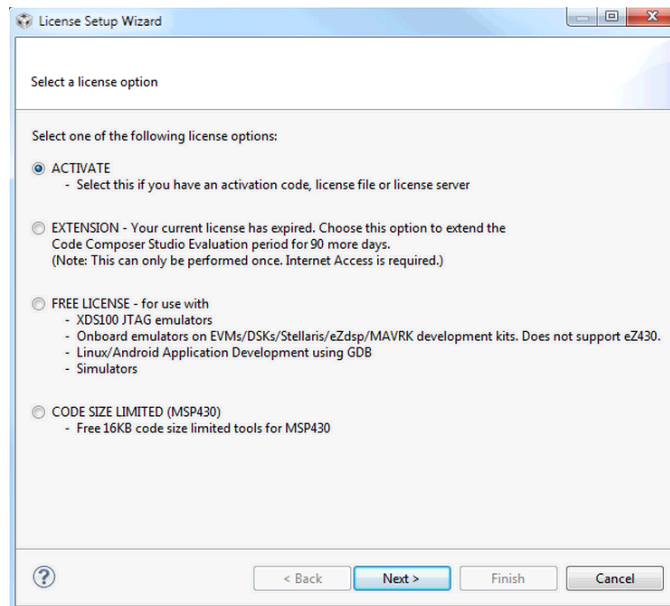 License Setup Wizard
Select a license option
Select one of the following license options:
ACTIVATE
- Select this if you have an activation code, license file or license server
EXTENSION - Your current license has expired. Choose this option to extend the
Code Composer Studio Evaluation period for 90 more days.
(Note: This can only be performed once. Internet Access is required.)
FREE LICENSE - for use with
- XDS100 JTAG emulators
- Onboard emulators on EVMs/DSKs/Stellaris/eZdsp/MAVRK development kits. Does not support eZ430.
- Linux/Android Application Development using GDB
- Simulators
CODE SIZE LIMITED (MSP430)
- Free 16KB code size limited tools for MSP430
? < Back Next > Finish Cancel